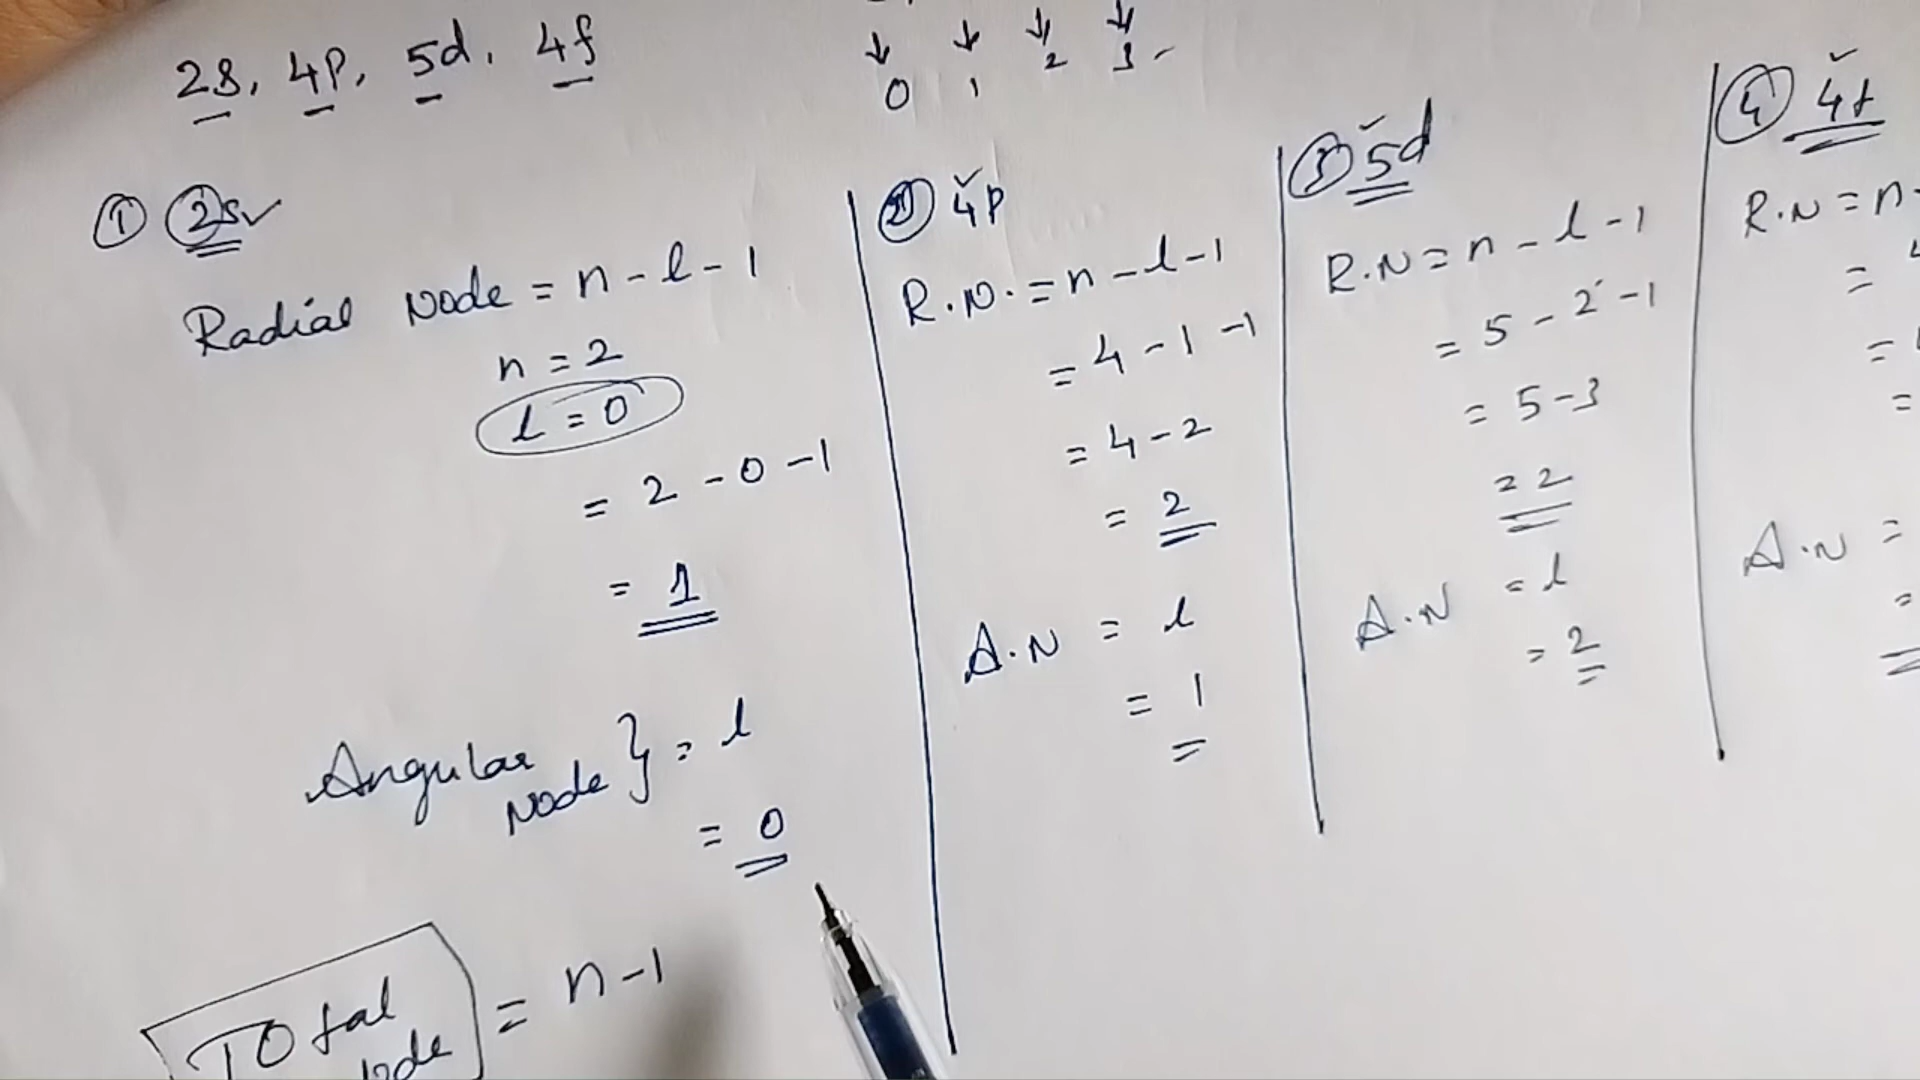 2s, 4p, 5d, 4f
↓ ↓ ↓ ↓
0 1 2 3
① 2s ✓
Radial Node = n - l - 1
n = 2
l = 0
= 2 - 0 - 1
= 1
Angular
Node } = l
= 0
Total
Node = n - 1
② 4p
R.N. = n - l - 1
= 4 - 1 - 1
= 4 - 2
= 2
A.N = l
= 1
③ 5d
R.N = n - l - 1
= 5 - 2 - 1
= 5 - 3
= 2
A.N = l
= 2
④ 4f
R.N = n -
=
=
=
A.N =
=